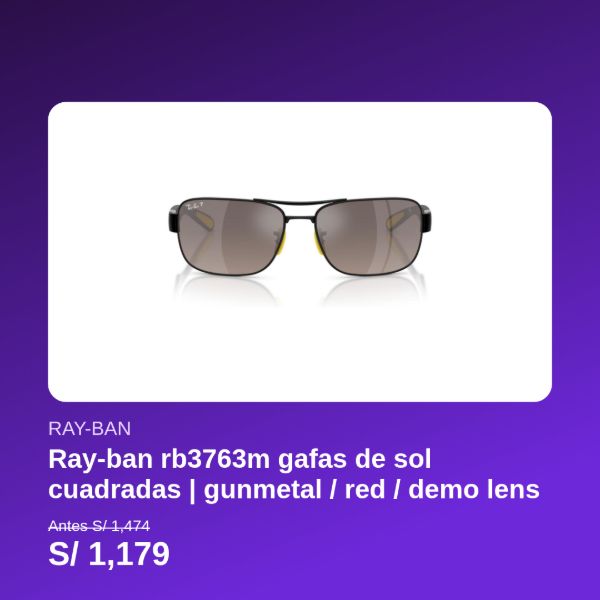 RAY-BAN
Ray-ban rb3763m gafas de sol
cuadradas | gunmetal / red / demo lens
Antes S/ 1,474
S/ 1,179